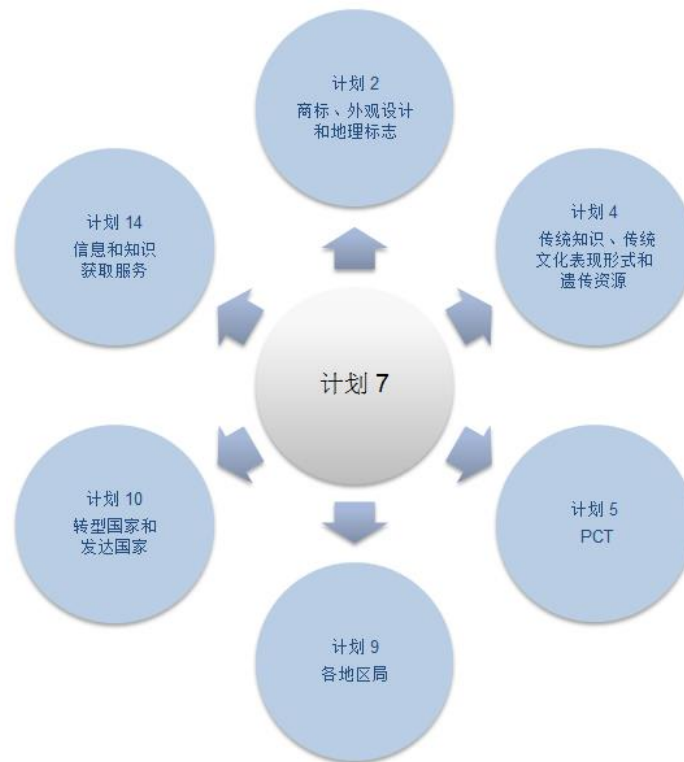 计划 2
商标、外观设计
和地理标志
计划 14
信息和知识
获取服务
计划 4
传统知识、传统
文化表现形式和
遗传资源
计划 7
计划 10
转型国家和
发达国家
计划 5
PCT
计划 9
各地区局